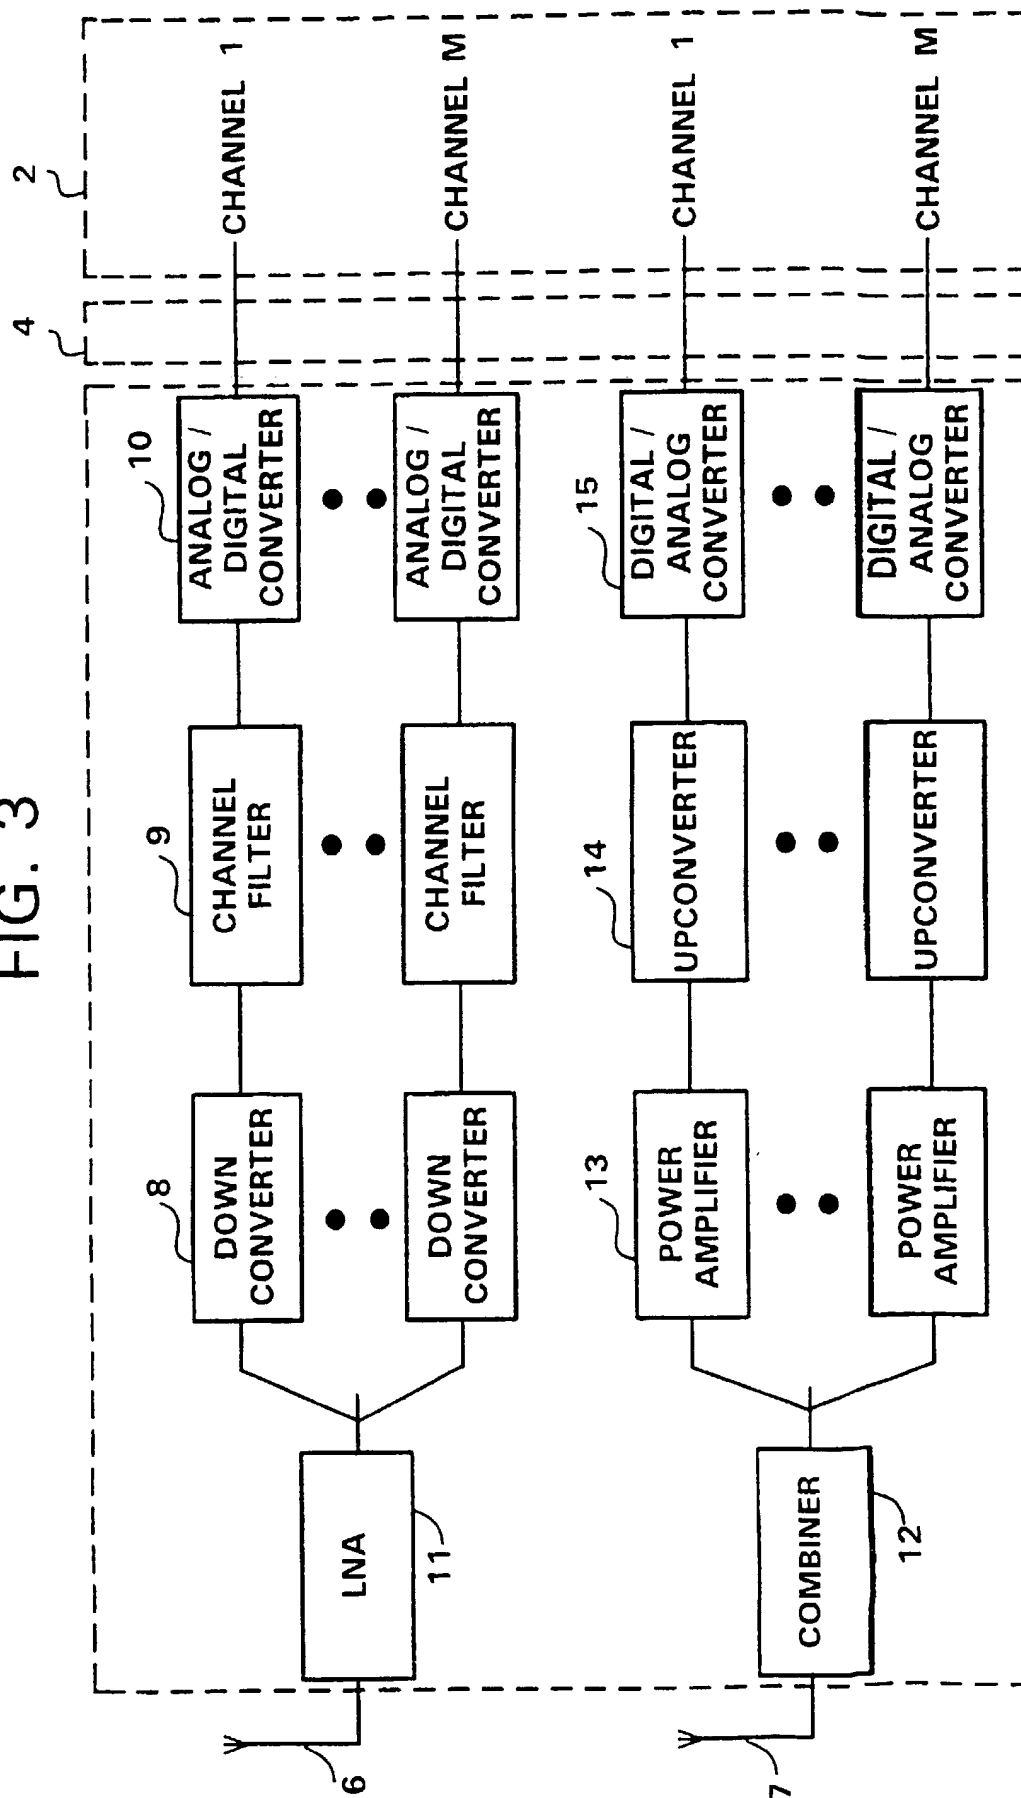 FIG. 3
2
4
CHANNEL 1
CHANNEL M
CHANNEL 1
CHANNEL M
10
ANALOG /
DIGITAL
CONVERTER
ANALOG /
DIGITAL
CONVERTER
15
DIGITAL /
ANALOG
CONVERTER
DIGITAL /
ANALOG
CONVERTER
9
CHANNEL
FILTER
CHANNEL
FILTER
14
UPCONVERTER
UPCONVERTER
8
DOWN
CONVERTER
DOWN
CONVERTER
13
POWER
AMPLIFIER
POWER
AMPLIFIER
LNA
11
COMBINER
12
6
7